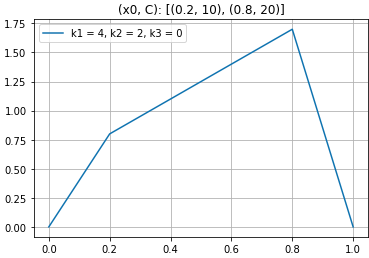 (x0, C): [(0.2, 10), (0.8, 20)]
k1 = 4, k2 = 2, k3 = 0
1.75
1.50
1.25
1.00
0.75
0.50
0.25
0.00
0.0 0.2 0.4 0.6 0.8 1.0